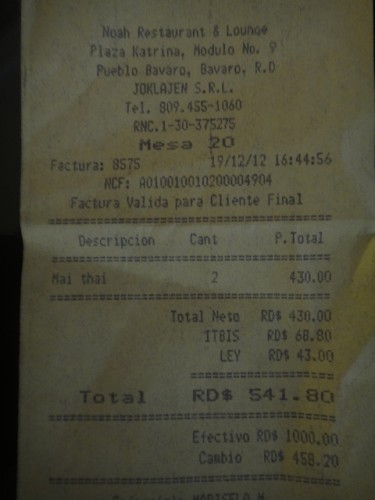 Noah Restaurant & Lounge
Plaza Katrina, Modulo No. 9
Pueblo Bavaro, Bavaro, R.D
JOKLAJEN S.R.L.
Tel. 809.455-1060
RNC.1-30-375275
Mesa 20
Factura: 8575 19/12/12 16:44:56
NCF: A010010010200004904
Factura Valida para Cliente Final
Descripcion Cant P.Total
Mai thai 2 430.00
Total Neto RD$ 430.00
ITBIS RD$ 68.80
LEY RD$ 43.00
Total RD$ 541.80
Efectivo RD$ 1000.00
Cambio RD$ 458.20